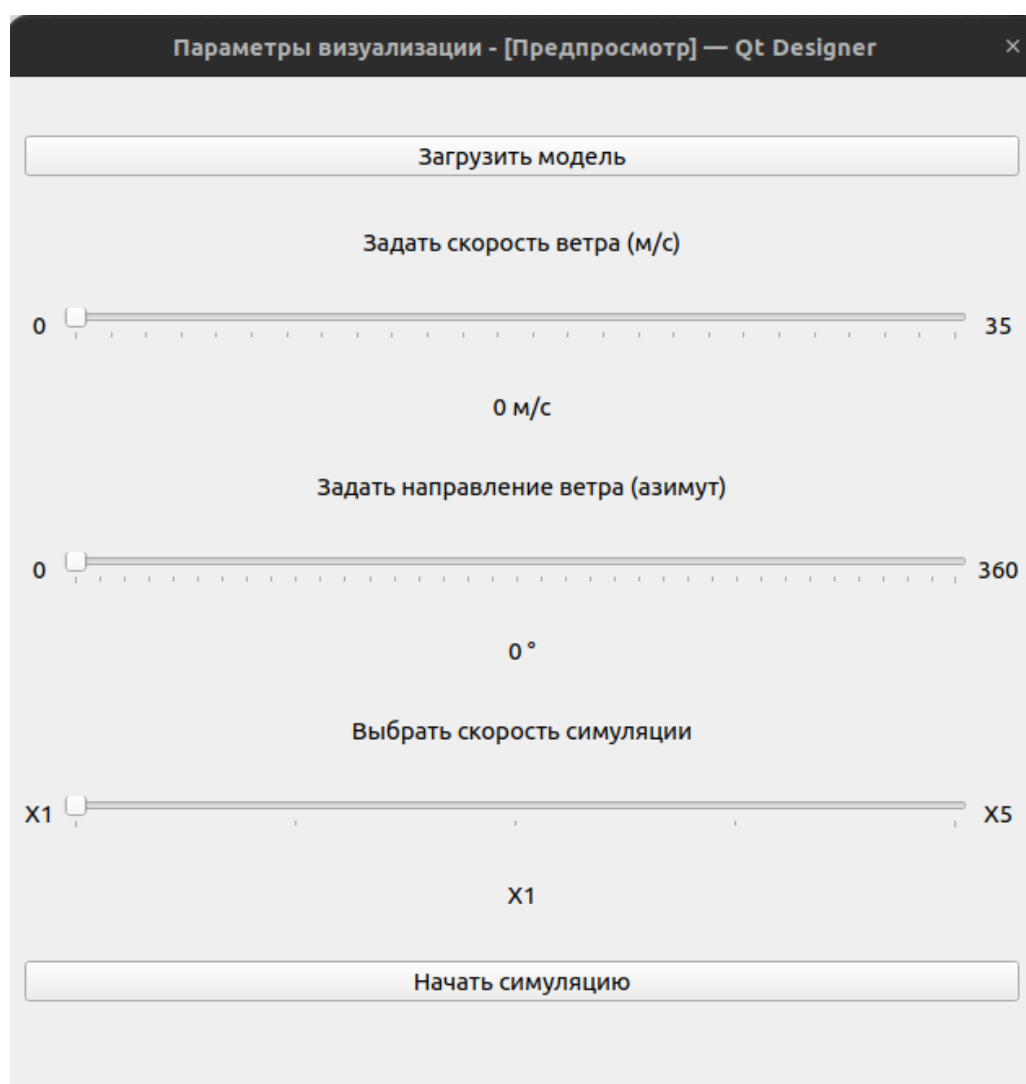 Параметры визуализации - [Предпросмотр] — Qt Designer ×
Загрузить модель
Задать скорость ветра (м/с)
0 35
0 м/с
Задать направление ветра (азимут)
0 360
0 °
Выбрать скорость симуляции
X1 X5
X1
Начать симуляцию